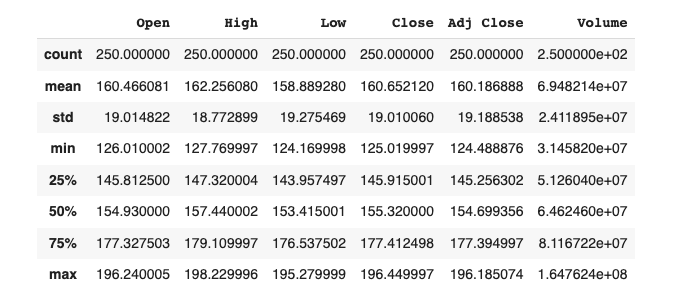 Open High Low Close Adj Close Volume
count 250.000000 250.000000 250.000000 250.000000 250.000000 2.500000e+02
mean 160.466081 162.256080 158.889280 160.652120 160.186888 6.948214e+07
std 19.014822 18.772899 19.275469 19.010060 19.188538 2.411895e+07
min 126.010002 127.769997 124.169998 125.019997 124.488876 3.145820e+07
25% 145.812500 147.320004 143.957497 145.915001 145.256302 5.126040e+07
50% 154.930000 157.440002 153.415001 155.320000 154.699356 6.462460e+07
75% 177.327503 179.109997 176.537502 177.412498 177.394997 8.116722e+07
max 196.240005 198.229996 195.279999 196.449997 196.185074 1.647624e+08